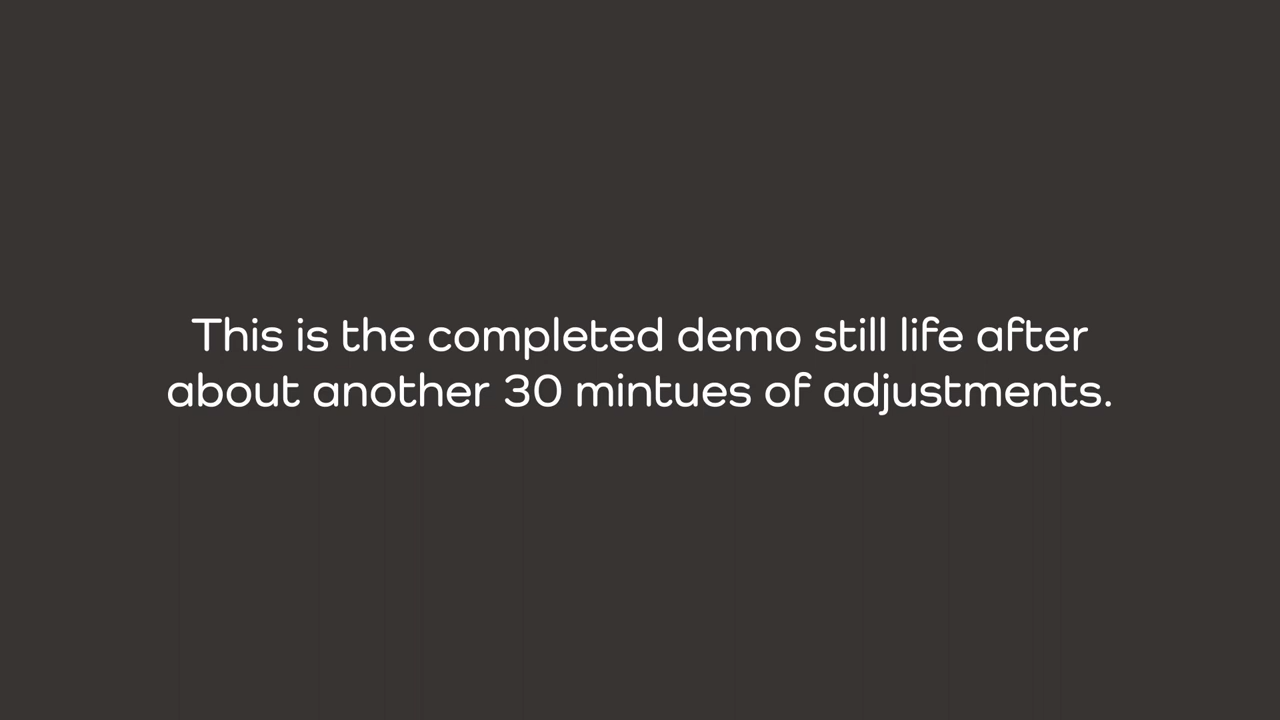 This is the completed demo still life after
about another 30 mintues of adjustments.